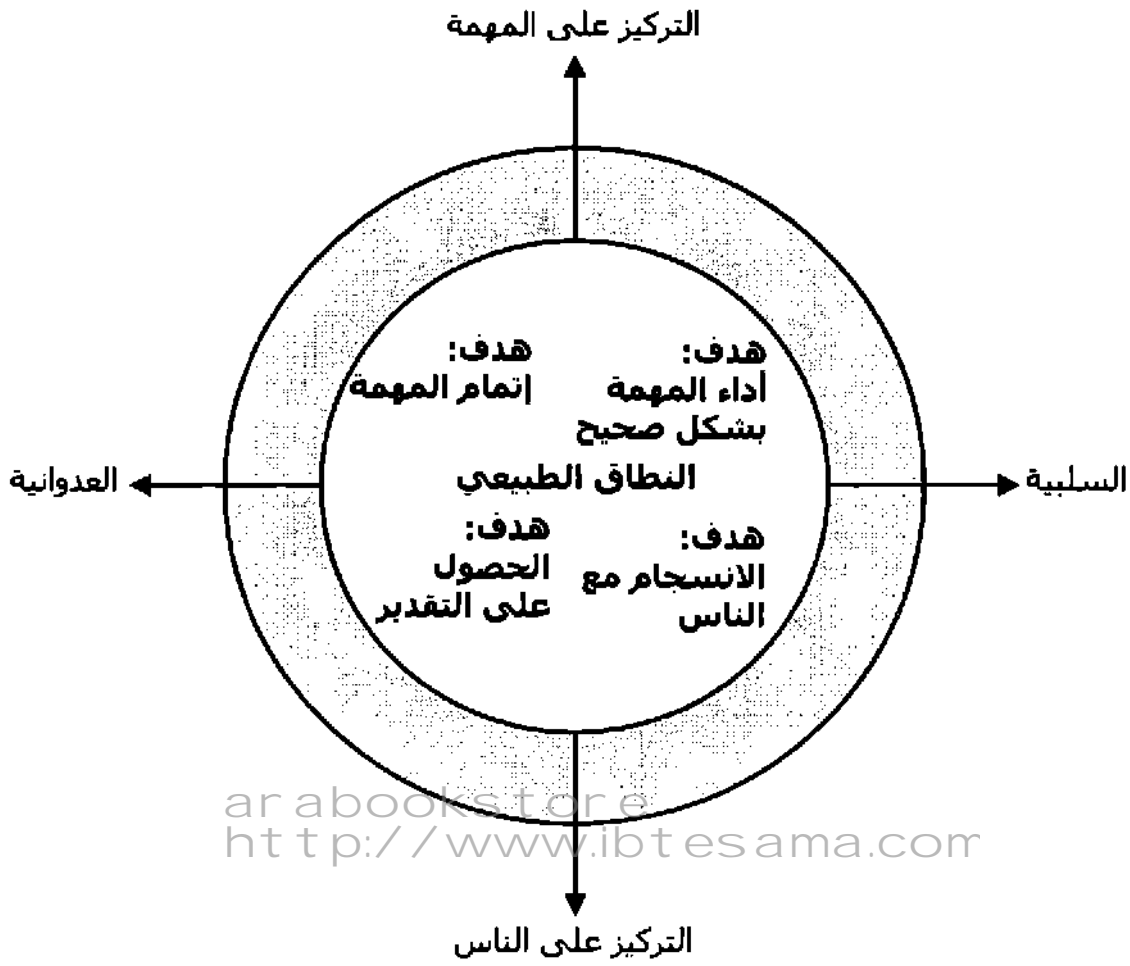 التركيز على المهمة
هدف:
أداء المهمة
بشكل صحيح
هدف:
إتمام المهمة
السلبية
النطاق الطبيعي
العدوانية
هدف:
الانسجام مع
الناس
هدف:
الحصول
على التقدير
arabookstore
http://www.ibtesama.com
التركيز على الناس